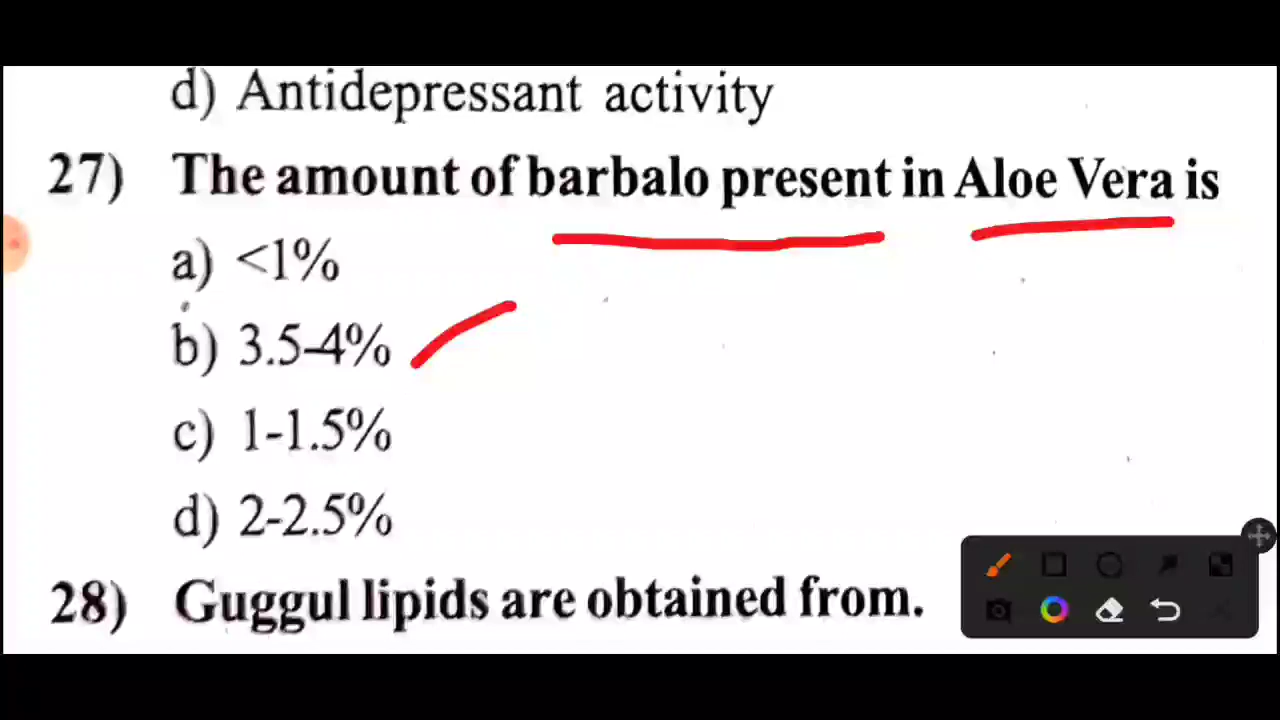 d) Antidepressant activity
27) The amount of barbalo present in Aloe Vera is
a) <1%
b) 3.5-4%
c) 1-1.5%
d) 2-2.5%
28) Guggul lipids are obtained from.